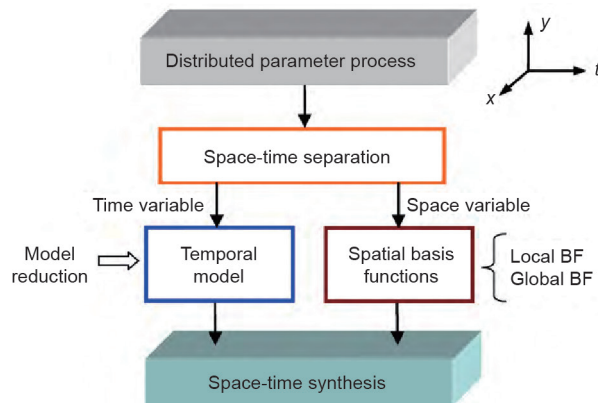 Distributed parameter process
y
t
x
Space-time separation
Time variable
Space variable
Model
reduction
Temporal
model
Spatial basis
functions
Local BF
Global BF
Space-time synthesis